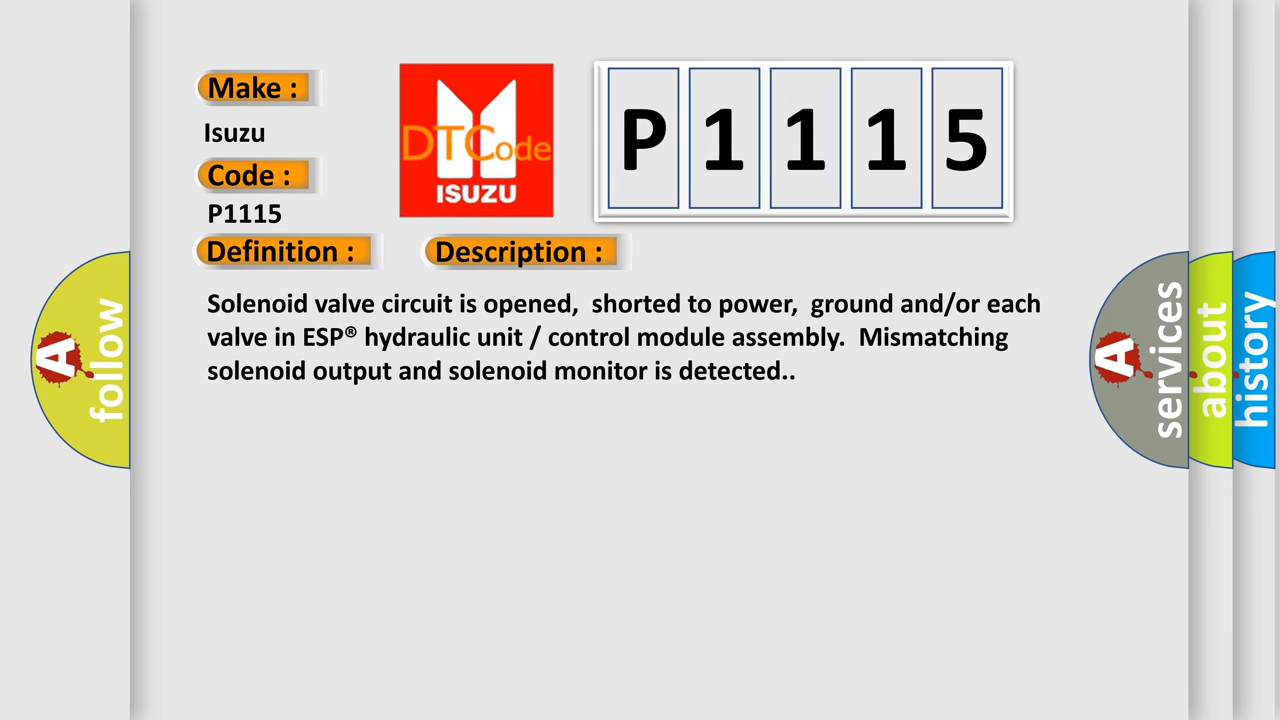 Make :
Isuzu
Code :
P1115
Definition :
Description :
Solenoid valve circuit is opened,  shorted to power,  ground and/or each
valve in ESP® hydraulic unit / control module assembly  Mismatching
solenoid output and solenoid monitor is detected..
DTCode
ISUZU
P 1 1 1 5
A follow
A services
about
history